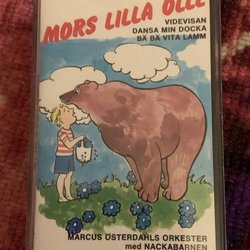 MORS LILLA OLLE
VIDEVISAN
DANSA MIN DOCKA
BÄ BÄ VITA LAMM
MARCUS ÖSTERDAHLS ORKESTER
med NACKABARNEN